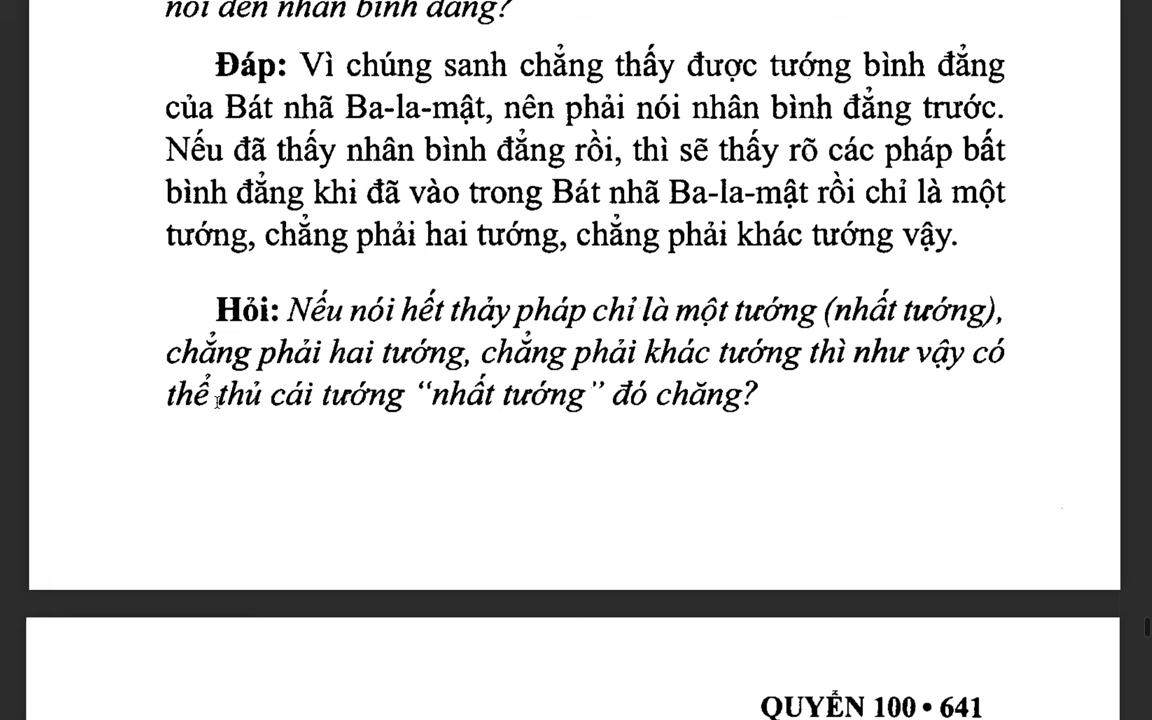 nói đến nhân bình đẳng?
Đáp: Vì chúng sanh chẳng thấy được tướng bình đẳng
của Bát nhã Ba-la-mật, nên phải nói nhân bình đẳng trước.
Nếu đã thấy nhân bình đẳng rồi, thì sẽ thấy rõ các pháp bất
bình đẳng khi đã vào trong Bát nhã Ba-la-mật rồi chỉ là một
tướng, chẳng phải hai tướng, chẳng phải khác tướng vậy.
Hỏi: Nếu nói hết thảy pháp chỉ là một tướng (nhất tướng),
chẳng phải hai tướng, chẳng phải khác tướng thì như vậy có
thể thủ cái tướng “nhất tướng” đó chăng?
QUYỂN 100 • 641